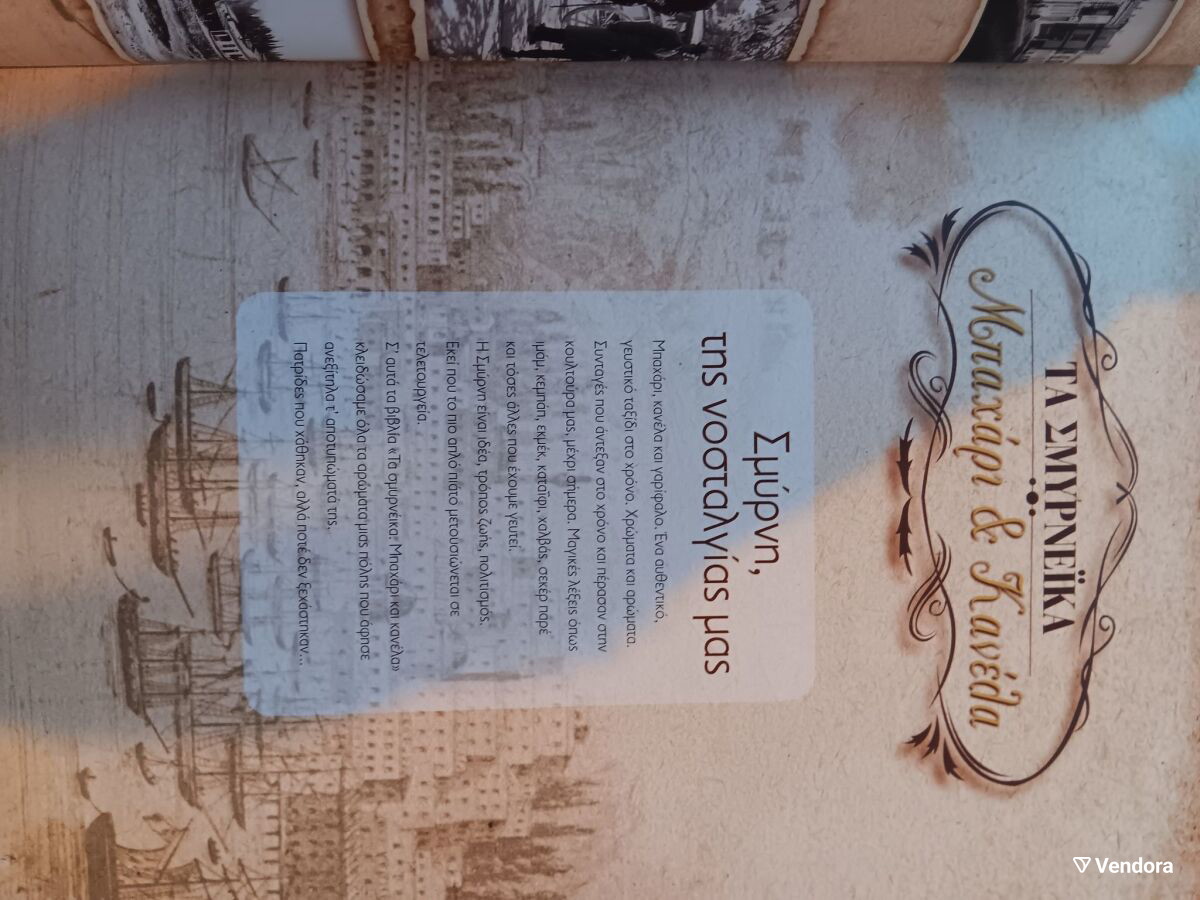 ΤΑ ΣΜΥΡΝΕΪΚΑ
Μπαχάρι & Κανέλα
Σμύρνη,
της νοσταλγίας μας
Μπαχάρι, κανέλα και γαρίφαλο. Ένα αυθεντικό,
γευστικό ταξίδι στο χρόνο. Χρώματα και αρώματα.
Συνταγές που άντεξαν στο χρόνο και πέρασαν στην
κουλτούρα μας, μέχρι σήμερα. Μαγικές λέξεις όπως
ιμάμ, κεμπάπ, εκμέκ, καταΐφι, χαλβάς, σεκέρ παρέ
και τόσες άλλες που έχουμε γευτεί.
Η Σμύρνη είναι ιδέα, τρόπος ζωής, πολιτισμός.
Εκεί που το πιο απλό πιάτο μετουσιώνεται σε
τελετουργεία.
Σ' αυτά τα βιβλία «Τα σμυρνέικα: Μπαχάρι και κανέλα»
κλειδώσαμε όλα τα αρώματα μιας πόλης που άφησε
ανεξίτηλα τ' αποτυπώματά της.
Πατρίδες που χάθηκαν, αλλά ποτέ δεν ξεχάστηκαν...
Vendora